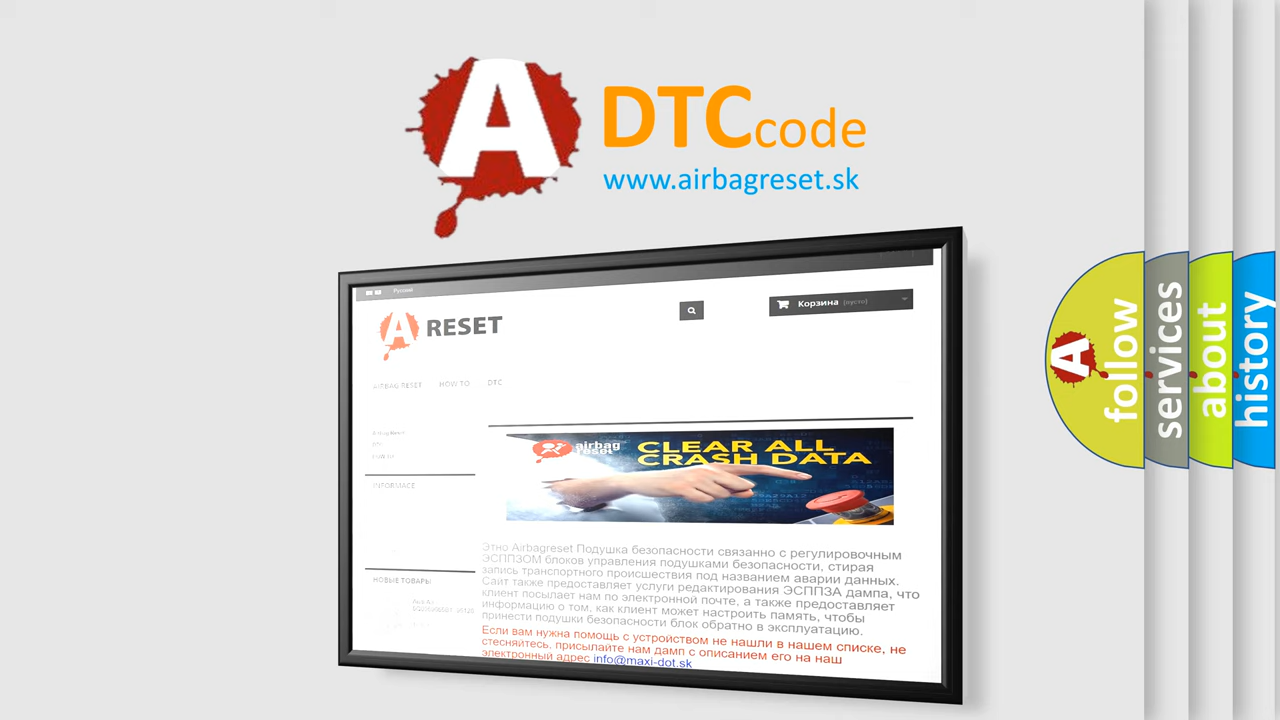 A DTCcode
www.airbagreset.sk
Русский
A RESET
Корзина (пусто)
AIRBAG RESET HOW TO DTC
INFORMACE
airbag
reset
CLEAR ALL
CRASH DATA
Этно Airbagreset Подушка безопасности связанно с регулировочным
ЭСППЗОМ блоков управления подушками безопасности, стирая
запись транспортного происшествия под названием аварии данных.
Сайт также предоставляет услуги редактирования ЭСППЗА дампа, что
клиент посылает нам по электронной почте, а также предоставляет
информацию о том, как клиент может настроить память, чтобы
принести подушки безопасности блок обратно в эксплуатацию.
Если вам нужна помощь с устройством не нашли в нашем списке, не
стесняйтесь, присылайте нам дамп с описанием его на наш
электронный адрес info@maxi-dot.sk
НОВЫЕ ТОВАРЫ
A
follow
services
about
history